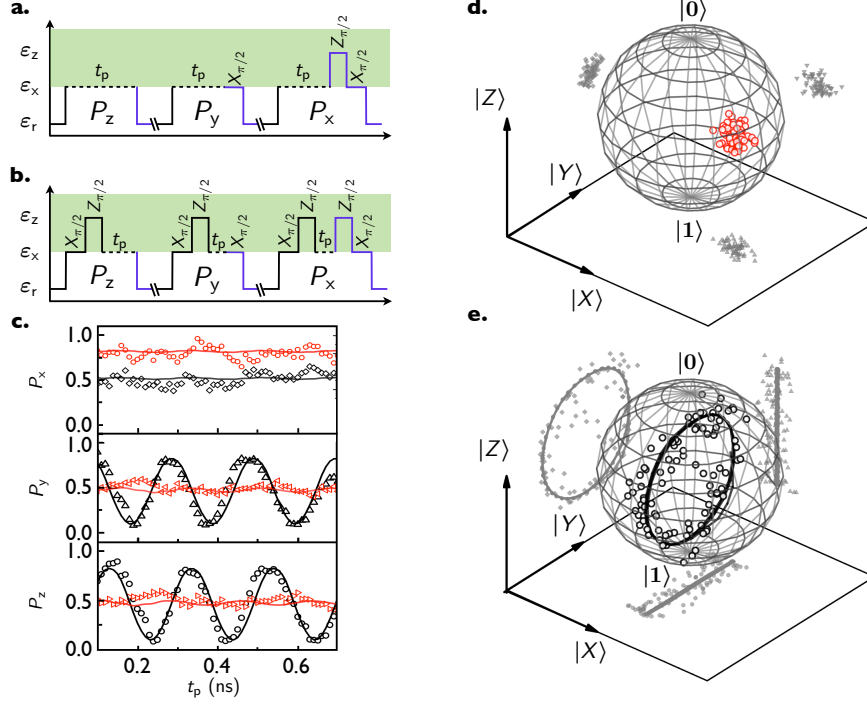 a.
εz
εx
εr
tp
tp
tp
Xπ/2
Zπ/2
Xπ/2
Pz
Py
Px
b.
εz
εx
εr
Xπ/2
Zπ/2
tp
Xπ/2
Zπ/2
tp
Xπ/2
Xπ/2
Zπ/2
tp
Zπ/2
Xπ/2
Pz
Py
Px
c.
1.0
0.5
0.0
Px
1.0
0.5
0.0
Py
1.0
0.5
0.0
Pz
0.2 0.4 0.6
tp (ns)
d.
|0⟩
|Z⟩
|Y⟩
|1⟩
|X⟩
e.
|0⟩
|Z⟩
|Y⟩
|1⟩
|X⟩